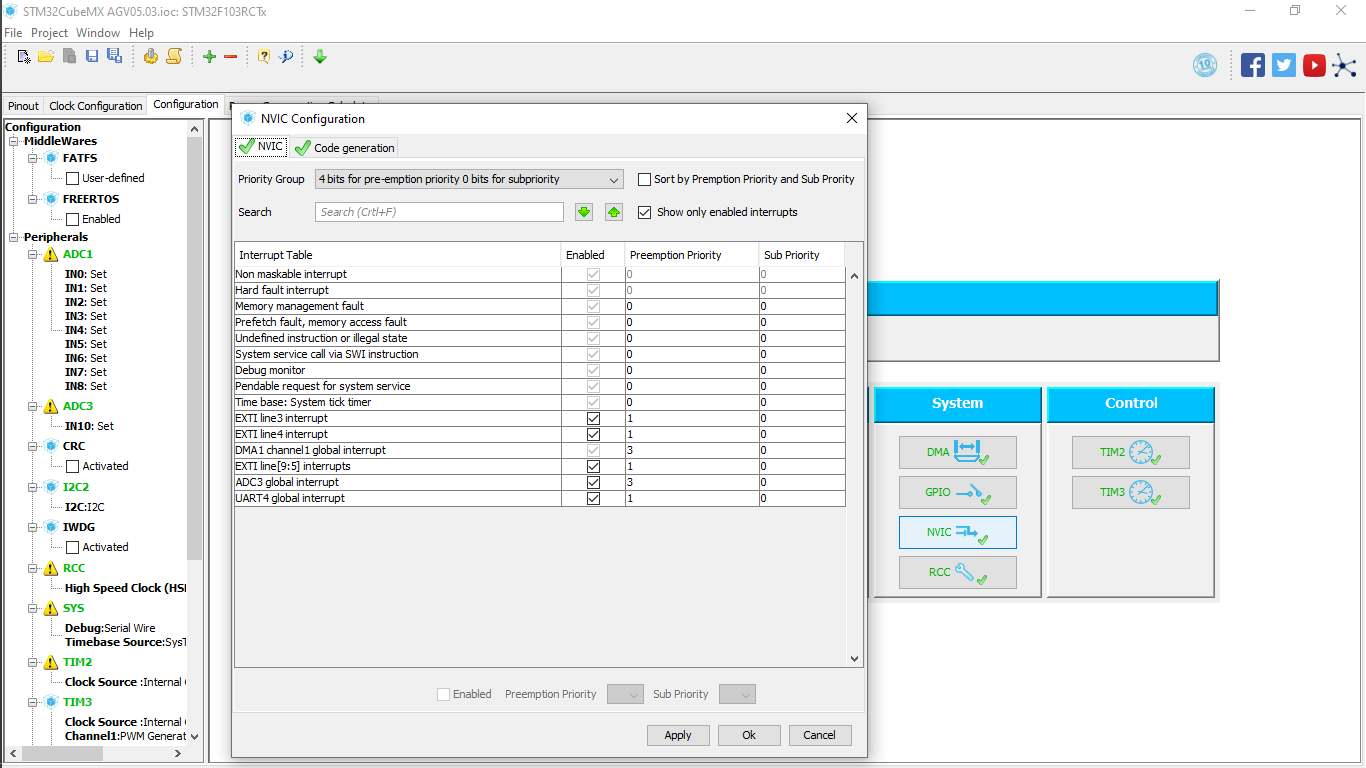 STM32CubeMX AGV05.03.ioc: STM32F103RCTx
File Project Window Help
Pinout Clock Configuration Configuration
Configuration
MiddleWares
FATFS
User-defined
FREERTOS
Enabled
Peripherals
ADC1
IN0: Set
IN1: Set
IN2: Set
IN3: Set
IN4: Set
IN5: Set
IN6: Set
IN7: Set
IN8: Set
ADC3
IN10: Set
CRC
Activated
I2C2
I2C:I2C
IWDG
Activated
RCC
High Speed Clock (HSI
SYS
Debug:Serial Wire
Timebase Source:SysT
TIM2
Clock Source :Internal
TIM3
Clock Source :Internal
Channel1:PWM Generat
NVIC Configuration
NVIC Code generation
Priority Group 4 bits for pre-emption priority 0 bits for subpriority Sort by Premption Priority and Sub Prority
Search Search (Crtl+F) Show only enabled interrupts
Interrupt Table Enabled Preemption Priority Sub Priority
Non maskable interrupt 0 0
Hard fault interrupt 0 0
Memory management fault 0 0
Prefetch fault, memory access fault 0 0
Undefined instruction or illegal state 0 0
System service call via SWI instruction 0 0
Debug monitor 0 0
Pendable request for system service 0 0
Time base: System tick timer 0 0
EXTI line3 interrupt 1 0
EXTI line4 interrupt 1 0
DMA1 channel1 global interrupt 3 0
EXTI line[9:5] interrupts 1 0
ADC3 global interrupt 3 0
UART4 global interrupt 1 0
Enabled Preemption Priority Sub Priority
Apply Ok Cancel
System Control
DMA TIM2
GPIO TIM3
NVIC
RCC
10